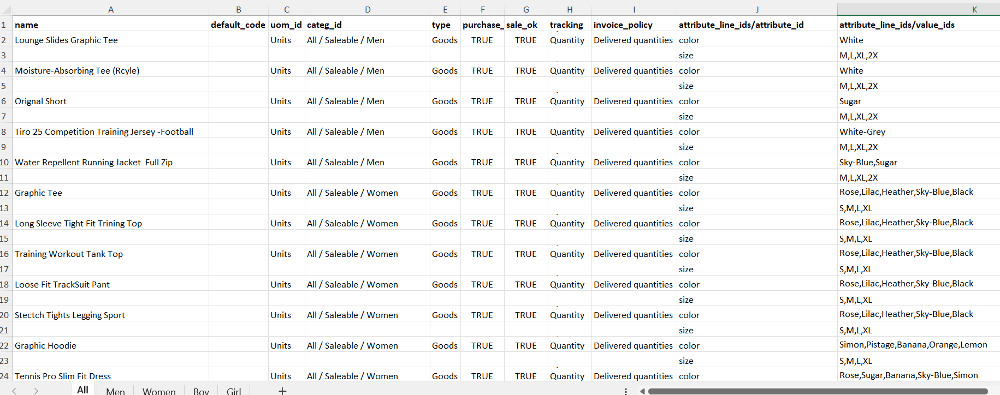 A B C D E F G H I J K
1 name default_code uom_id categ_id type purchase_ sale_ok tracking invoice_policy attribute_line_ids/attribute_id attribute_line_ids/value_ids
2 Lounge Slides Graphic Tee Units All / Saleable / Men Goods TRUE TRUE Quantity Delivered quantities color White
3 size M,L,XL,2X
4 Moisture-Absorbing Tee (Rcyle) Units All / Saleable / Men Goods TRUE TRUE Quantity Delivered quantities color White
5 size M,L,XL,2X
6 Orignal Short Units All / Saleable / Men Goods TRUE TRUE Quantity Delivered quantities color Sugar
7 size M,L,XL,2X
8 Tiro 25 Competition Training Jersey -Football Units All / Saleable / Men Goods TRUE TRUE Quantity Delivered quantities color White-Grey
9 size M,L,XL,2X
10 Water Repellent Running Jacket  Full Zip Units All / Saleable / Men Goods TRUE TRUE Quantity Delivered quantities color Sky-Blue,Sugar
11 size M,L,XL,2X
12 Graphic Tee Units All / Saleable / Women Goods TRUE TRUE Quantity Delivered quantities color Rose,Lilac,Heather,Sky-Blue,Black
13 size S,M,L,XL
14 Long Sleeve Tight Fit Trining Top Units All / Saleable / Women Goods TRUE TRUE Quantity Delivered quantities color Rose,Lilac,Heather,Sky-Blue,Black
15 size S,M,L,XL
16 Training Workout Tank Top Units All / Saleable / Women Goods TRUE TRUE Quantity Delivered quantities color Rose,Lilac,Heather,Sky-Blue,Black
17 size S,M,L,XL
18 Loose Fit TrackSuit Pant Units All / Saleable / Women Goods TRUE TRUE Quantity Delivered quantities color Rose,Lilac,Heather,Sky-Blue,Black
19 size S,M,L,XL
20 Stectch Tights Legging Sport Units All / Saleable / Women Goods TRUE TRUE Quantity Delivered quantities color Rose,Lilac,Heather,Sky-Blue,Black
21 size S,M,L,XL
22 Graphic Hoodie Units All / Saleable / Women Goods TRUE TRUE Quantity Delivered quantities color Simon,Pistage,Banana,Orange,Lemon
23 size S,M,L,XL
24 Tennis Pro Slim Fit Dress Units All / Saleable / Women Goods TRUE TRUE Quantity Delivered quantities color Rose,Sugar,Banana,Sky-Blue,Simon
All Men Women Boy Girl